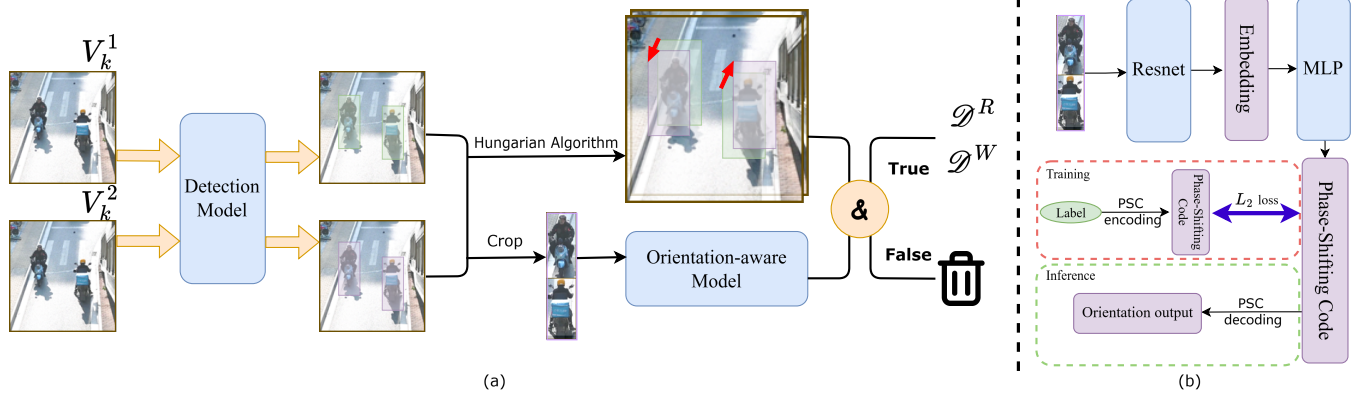 V_k^1
V_k^2
Detection
Model
Hungarian Algorithm
Crop
Orientation-aware
Model
&
𝒟^R
𝒟^W
True
False
(a)
Resnet
Embedding
MLP
Training
Label
PSC
encoding
Phase-Shifting
Code
L_2 loss
Phase-Shifting Code
Inference
Orientation output
PSC
decoding
(b)